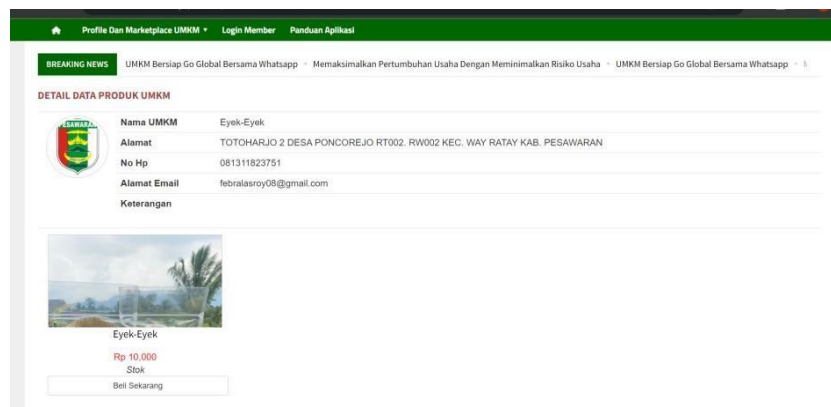 Profile Dan Marketplace UMKM Login Member Panduan Aplikasi
BREAKING NEWS UMKM Bersiap Go Global Bersama Whatsapp Memaksimalkan Pertumbuhan Usaha Dengan Meminimalkan Risiko Usaha UMKM Bersiap Go Global Bersama Whatsapp
DETAIL DATA PRODUK UMKM
PESAWARAN
Nama UMKM Eyek-Eyek
Alamat TOTOHARJO 2 DESA PONCOREJO RT002. RW002 KEC. WAY RATAY KAB. PESAWARAN
No Hp 081311823751
Alamat Email febralasroy08@gmail.com
Keterangan
Eyek-Eyek
Rp 10,000
Stok
Beli Sekarang